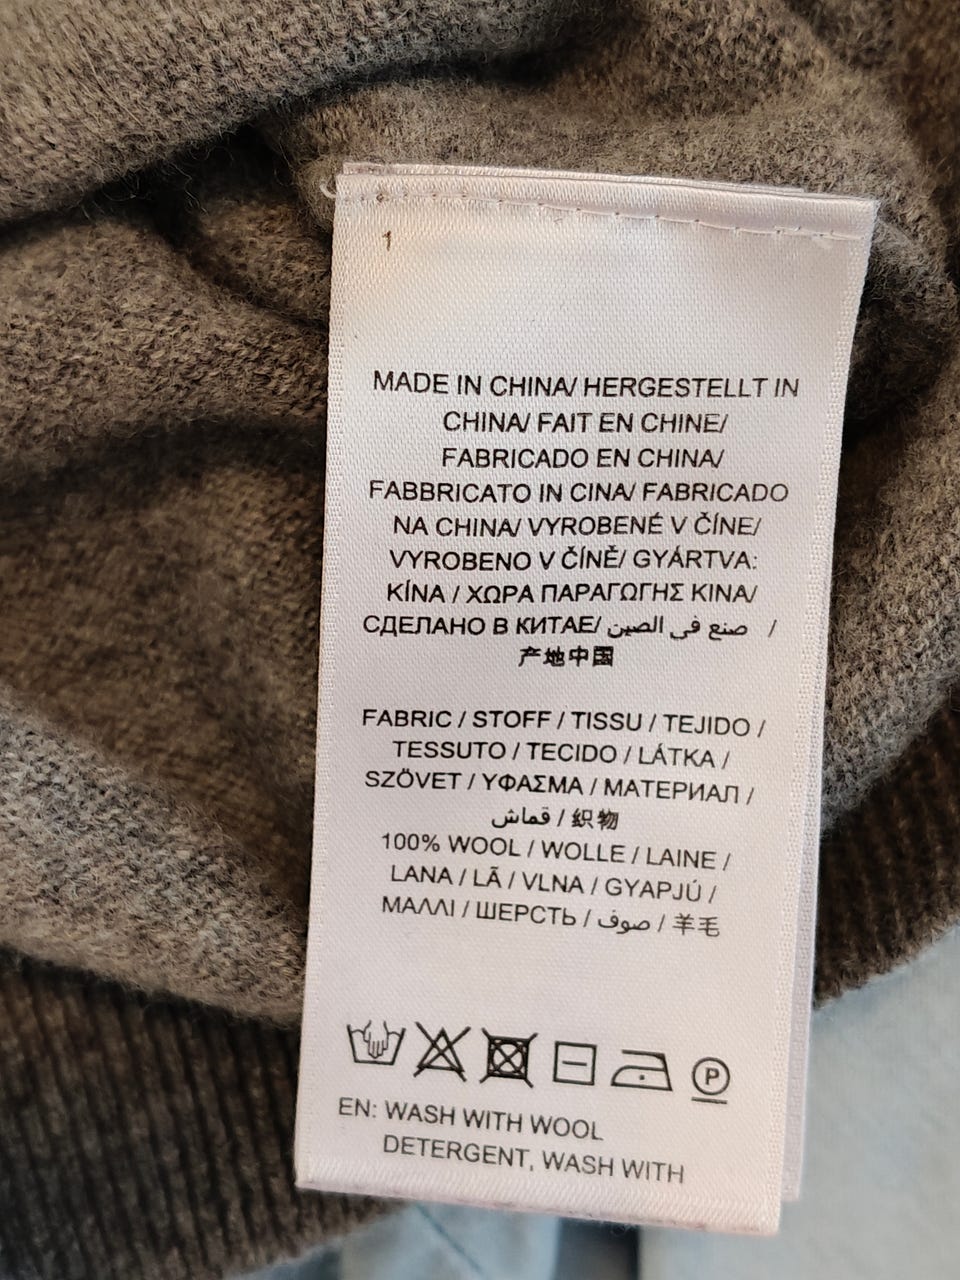 1
MADE IN CHINA/ HERGESTELLT IN
CHINA/ FAIT EN CHINE/
FABRICADO EN CHINA/
FABBRICATO IN CINA/ FABRICADO
NA CHINA/ VYROBENÉ V ČÍNE/
VYROBENO V ČÍNĚ/ GYÁRTVA:
KÍNA / ΧΩΡΑ ΠΑΡΑΓΩΓΗΣ ΚΙΝΑ/
СДЕЛАНО В КИТАЕ/ صنع في الصين /
产地中国
FABRIC / STOFF / TISSU / TEJIDO /
TESSUTO / TECIDO / LÁTKA /
SZÖVET / ΥΦΑΣΜΑ / МАТЕРИАЛ /
قماش / 织物
100% WOOL / WOLLE / LAINE /
LANA / LÃ / VLNA / GYAPJÚ /
ΜΑΛΛΙ / ШЕРСТЬ / صوف / 羊毛
P
EN: WASH WITH WOOL
DETERGENT, WASH WITH